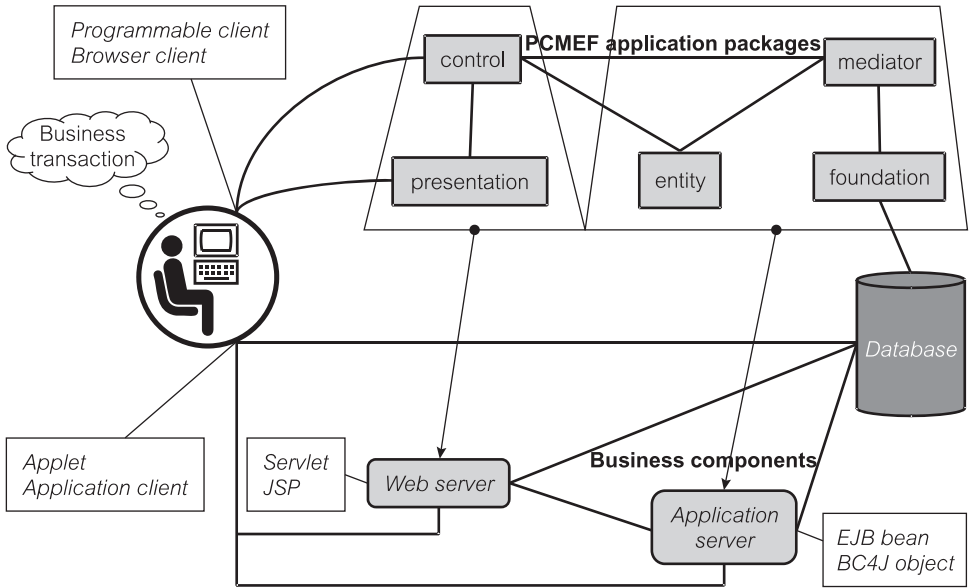 Programmable client
Browser client
control
PCMEF application packages
mediator
Business
transaction
presentation
entity
foundation
Database
Applet
Application client
Servlet
JSP
Web server
Business components
Application
server
EJB bean
BC4J object